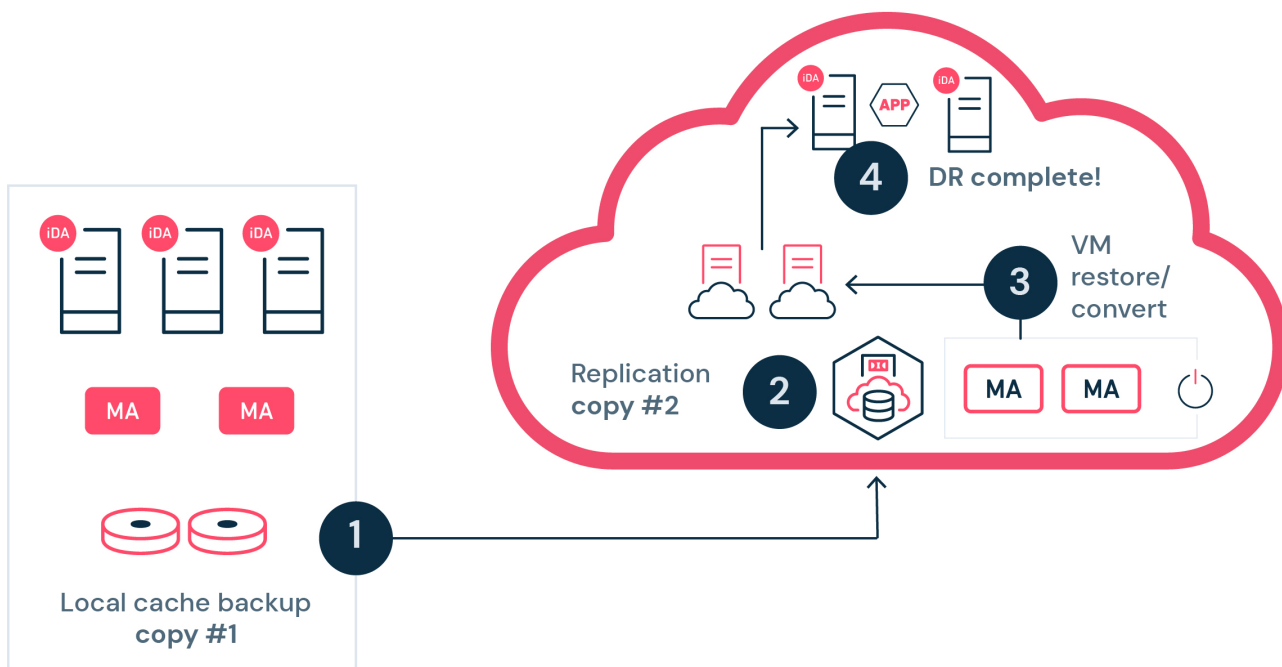 iDA
iDA
iDA
MA
MA
1
Local cache backup
copy #1
iDA
APP
iDA
4
DR complete!
3
VM
restore/
convert
Replication
copy #2
2
MA
MA